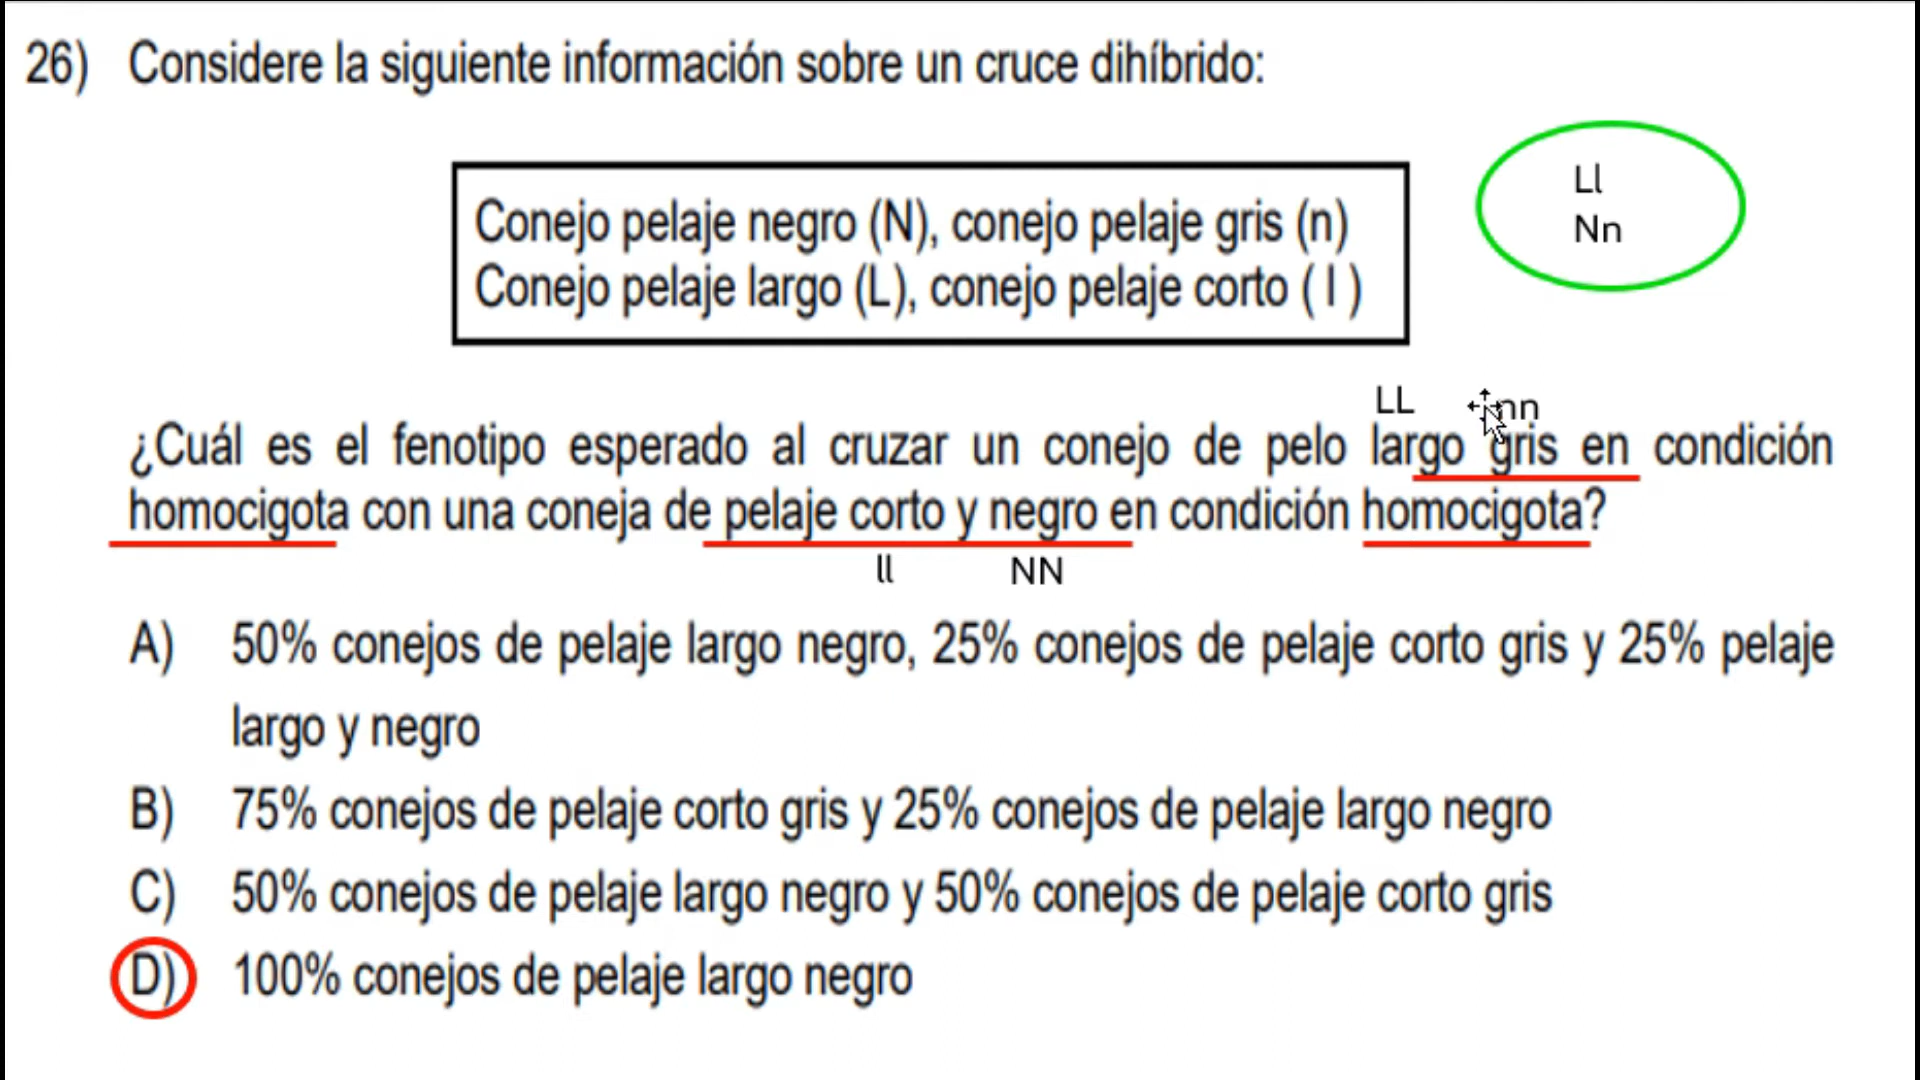 26) Considere la siguiente información sobre un cruce dihíbrido:
Ll
Nn
Conejo pelaje negro (N), conejo pelaje gris (n)
Conejo pelaje largo (L), conejo pelaje corto ( l )
LL nn
¿Cuál es el fenotipo esperado al cruzar un conejo de pelo largo gris en condición
homocigota con una coneja de pelaje corto y negro en condición homocigota?
ll NN
A) 50% conejos de pelaje largo negro, 25% conejos de pelaje corto gris y 25% pelaje
largo y negro
B) 75% conejos de pelaje corto gris y 25% conejos de pelaje largo negro
C) 50% conejos de pelaje largo negro y 50% conejos de pelaje corto gris
D) 100% conejos de pelaje largo negro